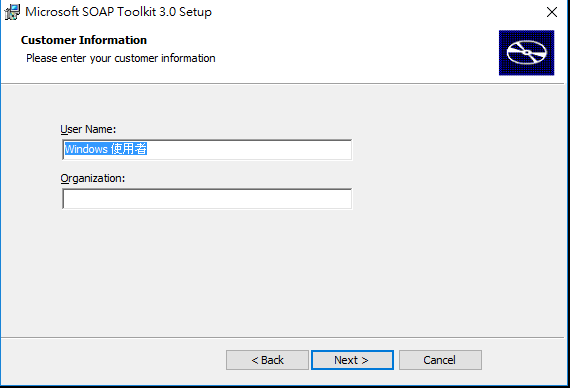 Microsoft SOAP Toolkit 3.0 Setup
Customer Information
Please enter your customer information
User Name:
Windows 使用者
Organization:
< Back Next > Cancel